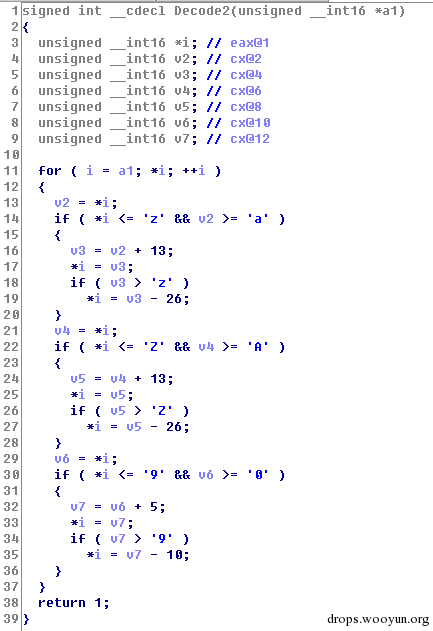 1 signed int __cdecl Decode2(unsigned __int16 *a1)
2 {
3   unsigned __int16 *i; // eax@1
4   unsigned __int16 v2; // cx@2
5   unsigned __int16 v3; // cx@4
6   unsigned __int16 v4; // cx@6
7   unsigned __int16 v5; // cx@8
8   unsigned __int16 v6; // cx@10
9   unsigned __int16 v7; // cx@12
10
11   for ( i = a1; *i; ++i )
12   {
13     v2 = *i;
14     if ( *i <= 'z' && v2 >= 'a' )
15     {
16       v3 = v2 + 13;
17       *i = v3;
18       if ( v3 > 'z' )
19         *i = v3 - 26;
20     }
21     v4 = *i;
22     if ( *i <= 'Z' && v4 >= 'A' )
23     {
24       v5 = v4 + 13;
25       *i = v5;
26       if ( v5 > 'Z' )
27         *i = v5 - 26;
28     }
29     v6 = *i;
30     if ( *i <= '9' && v6 >= '0' )
31     {
32       v7 = v6 + 5;
33       *i = v7;
34       if ( v7 > '9' )
35         *i = v7 - 10;
36     }
37   }
38   return 1;
39 }
drops.wooyun.org